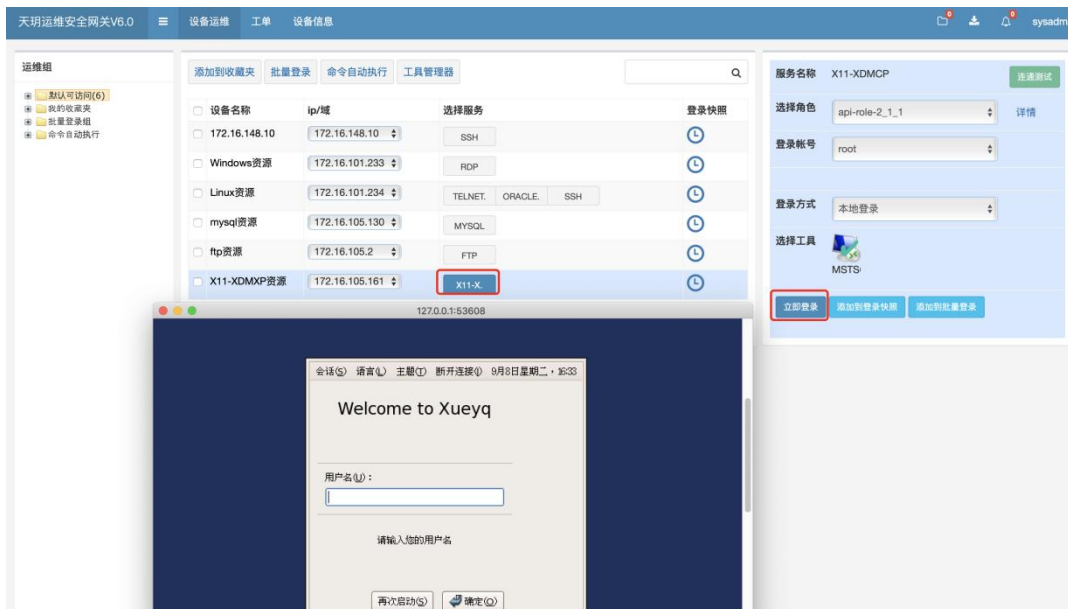 天玥运维安全网关V6.0 设备运维 工单 设备信息 0 0 sysadm
运维组
默认可访问(6)
我的收藏夹
批量登录组
命令自动执行
添加到收藏夹 批量登录 命令自动执行 工具管理器
设备名称 ip/域 选择服务 登录快照
172.16.148.10 172.16.148.10 SSH
Windows资源 172.16.101.233 RDP
Linux资源 172.16.101.234 TELNET. ORACLE. SSH
mysql资源 172.16.105.130 MYSQL
ftp资源 172.16.105.2 FTP
X11-XDMXP资源 172.16.105.161 X11-X.
服务名称 X11-XDMCP 连通测试
选择角色 api-role-2_1_1 详情
登录帐号 root
登录方式 本地登录
选择工具
MSTS
立即登录 添加到登录快照 添加到批量登录
127.0.0.1:53608
会话(S) 语言(L) 主题(T) 断开连接(I) 9月8日星期二, 16:33
Welcome to Xueyq
用户名(U):
请输入您的用户名
再次启动(S) 确定(O)